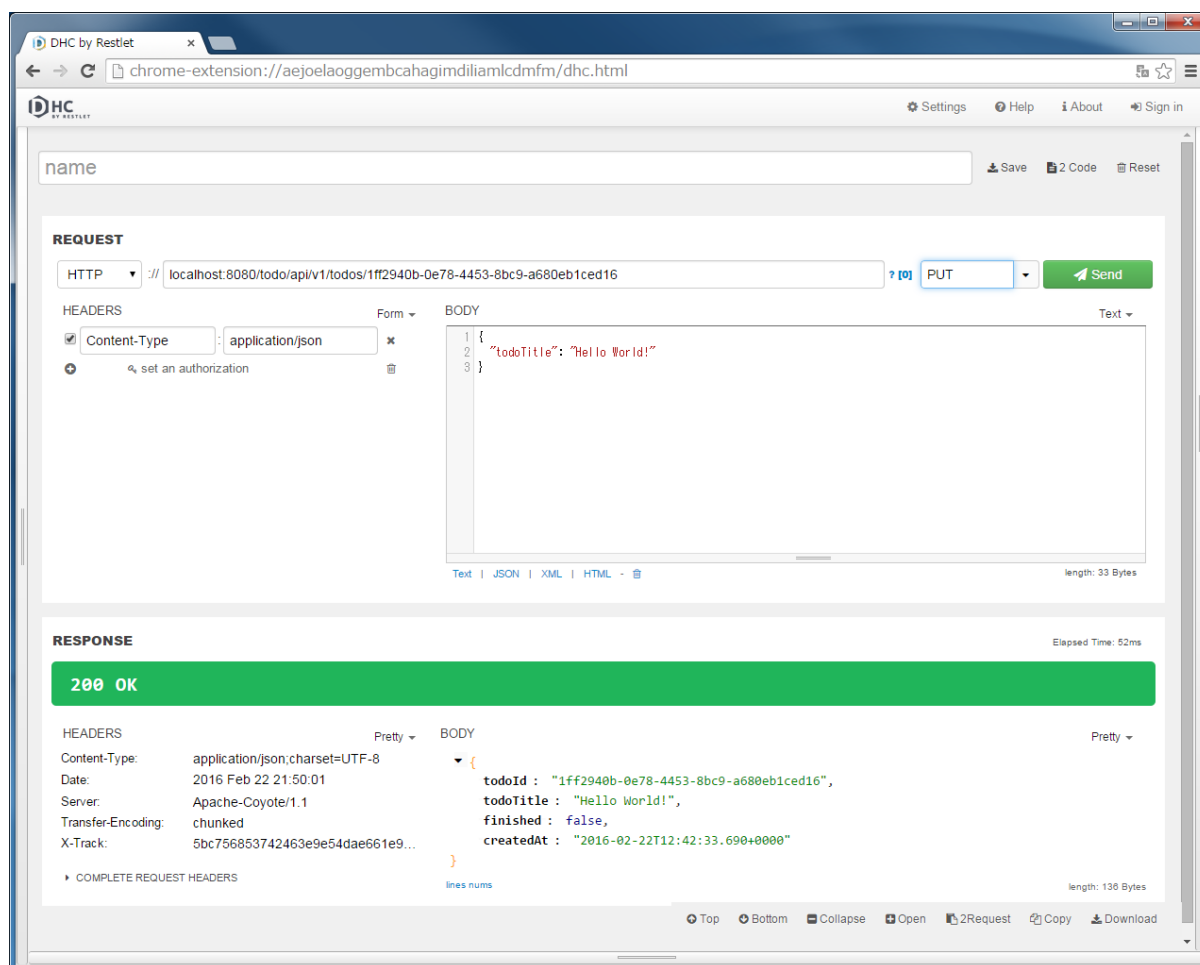 DHC by Restlet
chrome-extension://aejoelaoggembcahagimdiliamlcdmfm/dhc.html
DHC BY RESTLET Settings Help About Sign in
name Save 2 Code Reset
REQUEST
HTTP :// localhost:8080/todo/api/v1/todos/1ff2940b-0e78-4453-8bc9-a680eb1ced16 ? [0] PUT Send
HEADERS Form BODY Text
Content-Type : application/json
set an authorization
1 {
2 "todoTitle": "Hello World!"
3 }
Text | JSON | XML | HTML - length: 33 Bytes
RESPONSE Elapsed Time: 52ms
200 OK
HEADERS Pretty BODY Pretty
Content-Type: application/json;charset=UTF-8
Date: 2016 Feb 22 21:50:01
Server: Apache-Coyote/1.1
Transfer-Encoding: chunked
X-Track: 5bc756853742463e9e54dae661e9...
COMPLETE REQUEST HEADERS
{
todoId : "1ff2940b-0e78-4453-8bc9-a680eb1ced16",
todoTitle : "Hello World!",
finished : false,
createdAt : "2016-02-22T12:42:33.690+0000"
}
lines nums length: 136 Bytes
Top Bottom Collapse Open 2Request Copy Download